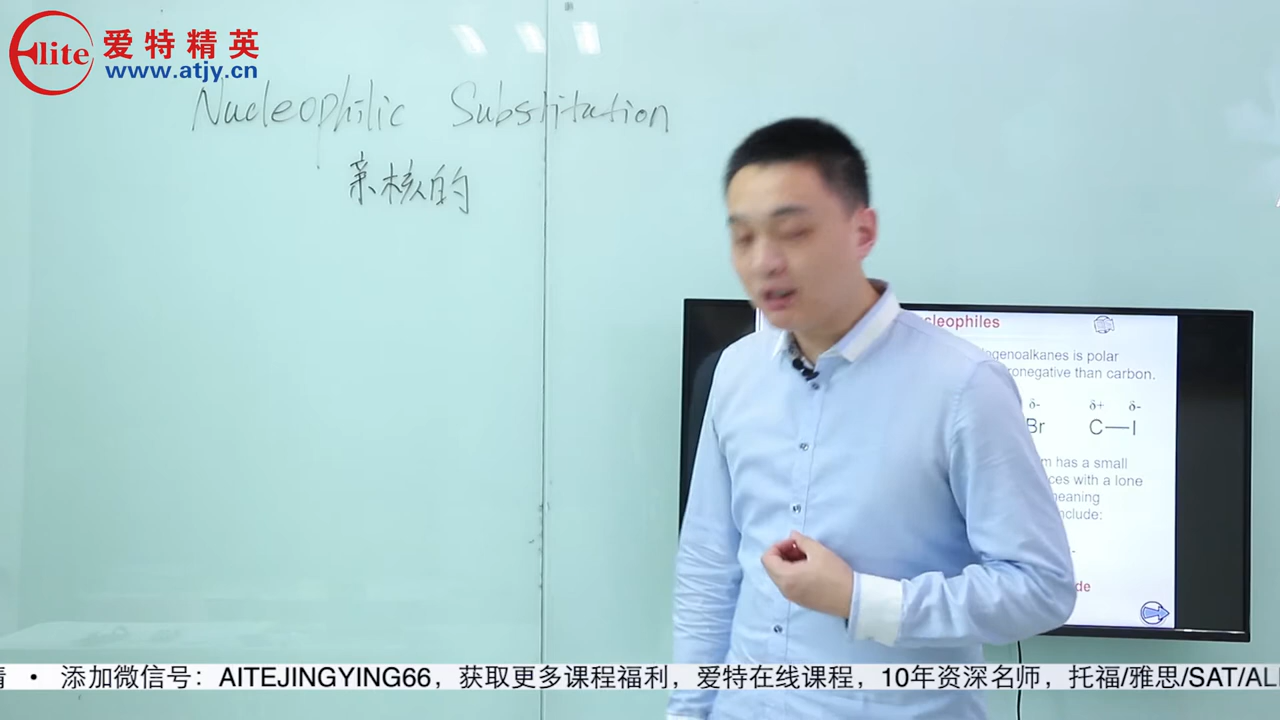 Elite 爱特精英
www.atjy.cn
Nucleophilic Substitution
亲核的
cleophiles
ogenoalkanes is polar
ronegative than carbon.
δ- δ+ δ-
Br C—I
m has a small
ces with a lone
meaning
nclude:
de
• 添加微信号：AITEJINGYING66，获取更多课程福利，爱特在线课程，10年资深名师，托福/雅思/SAT/AL